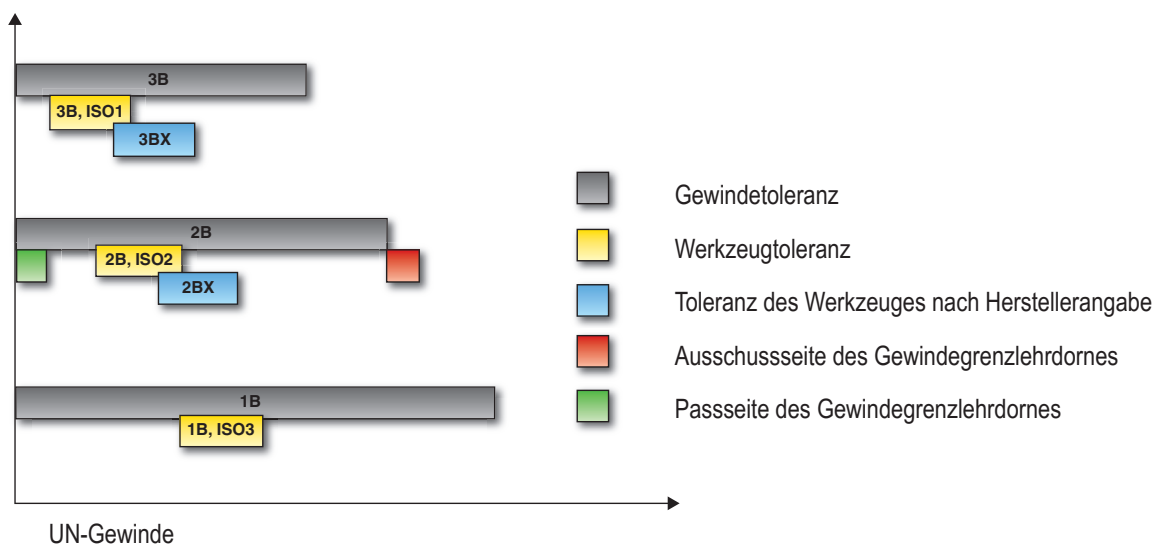 3B
3B, ISO1
3BX
2B
2B, ISO2
2BX
1B
1B, ISO3
UN-Gewinde
Gewindetoleranz
Werkzeugtoleranz
Toleranz des Werkzeuges nach Herstellerangabe
Ausschussseite des Gewindegrenzlehrdornes
Passseite des Gewindegrenzlehrdornes